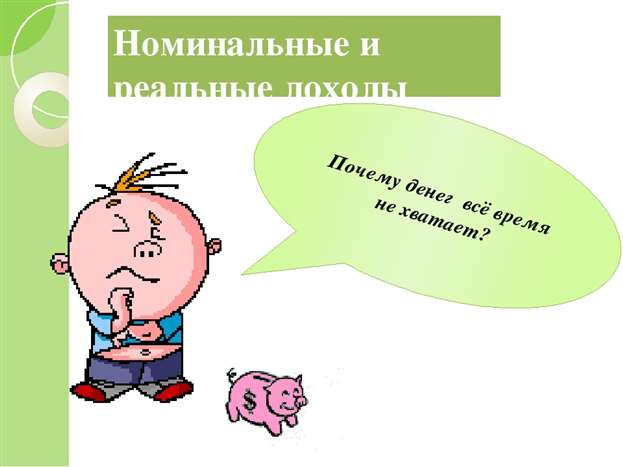 Номинальные и
реальные доходы
Почему денег всё время
не хватает?
$